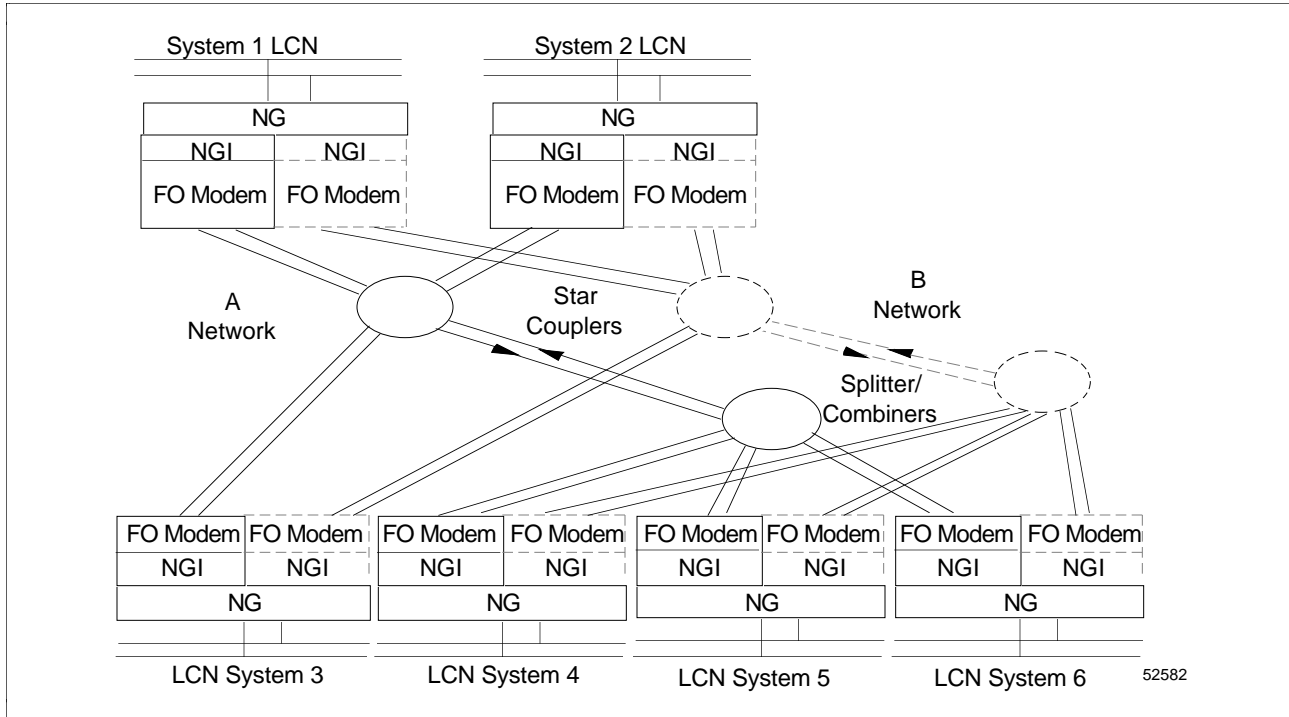 System 1 LCN
System 2 LCN
NG
NG
NGI
NGI
NGI
NGI
FO Modem
FO Modem
FO Modem
FO Modem
A
Network
Star
Couplers
B
Network
Splitter/
Combiners
FO Modem
FO Modem
FO Modem
FO Modem
FO Modem
FO Modem
FO Modem
FO Modem
NGI
NGI
NGI
NGI
NGI
NGI
NGI
NGI
NG
NG
NG
NG
LCN System 3
LCN System 4
LCN System 5
LCN System 6
52582